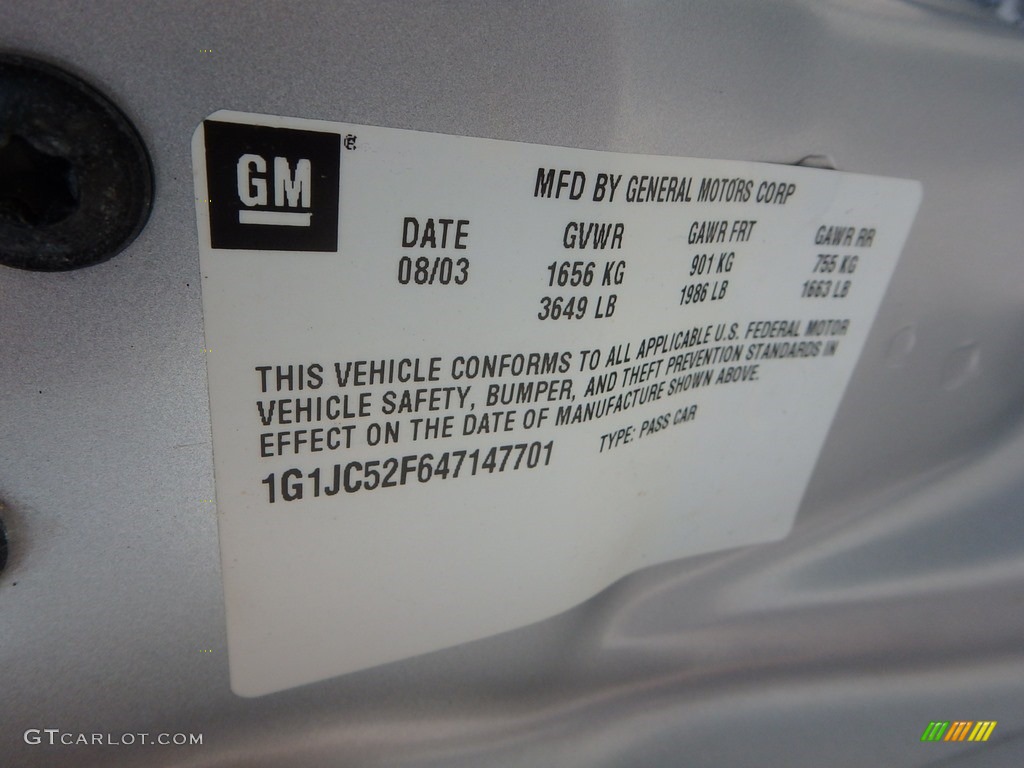 GM ®
MFD BY GENERAL MOTORS CORP
DATE GVWR GAWR FRT GAWR RR
08/03 1656 KG 901 KG 755 KG
3649 LB 1986 LB 1663 LB
THIS VEHICLE CONFORMS TO ALL APPLICABLE U.S. FEDERAL MOTOR
VEHICLE SAFETY, BUMPER, AND THEFT PREVENTION STANDARDS IN
EFFECT ON THE DATE OF MANUFACTURE SHOWN ABOVE.
1G1JC52F647147701 TYPE: PASS CAR
GTCARLOT.COM